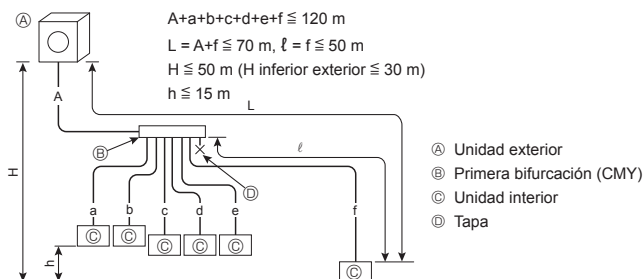 Ⓐ
A+a+b+c+d+e+f ≦ 120 m
L = A+f ≦ 70 m, ℓ = f ≦ 50 m
H ≦ 50 m (H inferior exterior ≦ 30 m)
h ≦ 15 m
A
L
H
Ⓑ
ℓ
Ⓓ
a b c d e f
h
Ⓒ Ⓒ Ⓒ Ⓒ Ⓒ Ⓒ
Ⓐ Unidad exterior
Ⓑ Primera bifurcación (CMY)
Ⓒ Unidad interior
Ⓓ Tapa